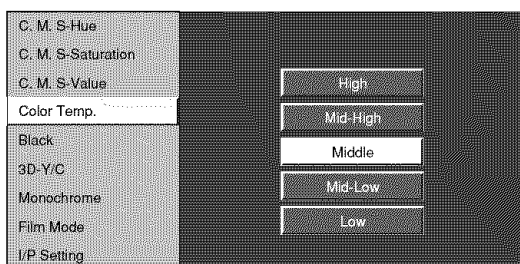 C. M. S-Hue
C. M. S-Saturation
C. M. S-Value
Color Temp.
Black
3D-Y/C
Monochrome
Film Mode
I/P Setting
High
Mid-High
Middle
Mid-Low
Low